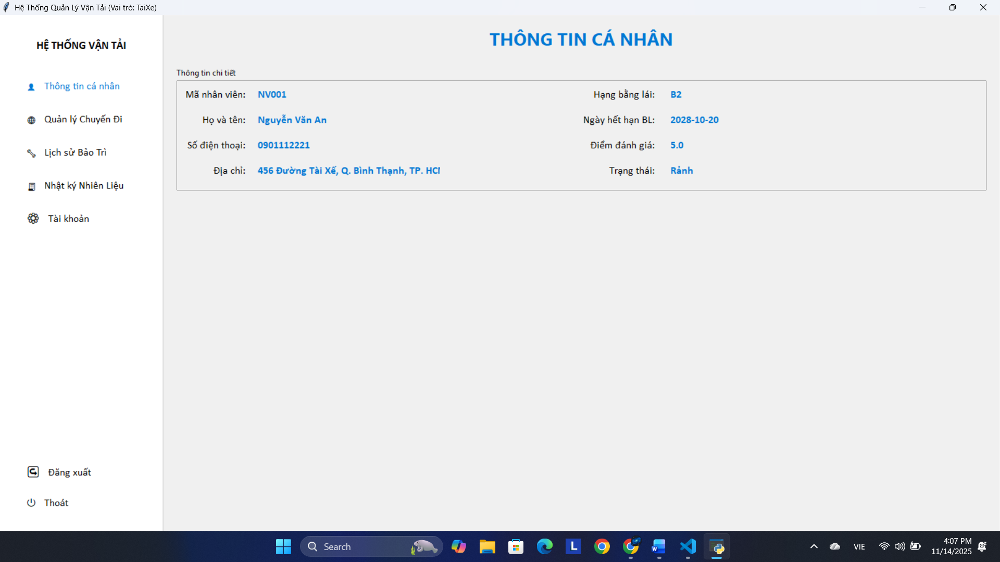 Hệ Thống Quản Lý Vận Tải (Vai trò: TaiXe)
HỆ THỐNG VẬN TẢI
Thông tin cá nhân
Quản lý Chuyến Đi
Lịch sử Bảo Trì
Nhật ký Nhiên Liệu
Tài khoản
Đăng xuất
Thoát
THÔNG TIN CÁ NHÂN
Thông tin chi tiết
Mã nhân viên: NV001 Hạng bằng lái: B2
Họ và tên: Nguyễn Văn An Ngày hết hạn BL: 2028-10-20
Số điện thoại: 0901112221 Điểm đánh giá: 5.0
Địa chỉ: 456 Đường Tài Xế, Q. Bình Thạnh, TP. Trạng thái: Rảnh
Search
L
W
VIE
4:07 PM
11/14/2025